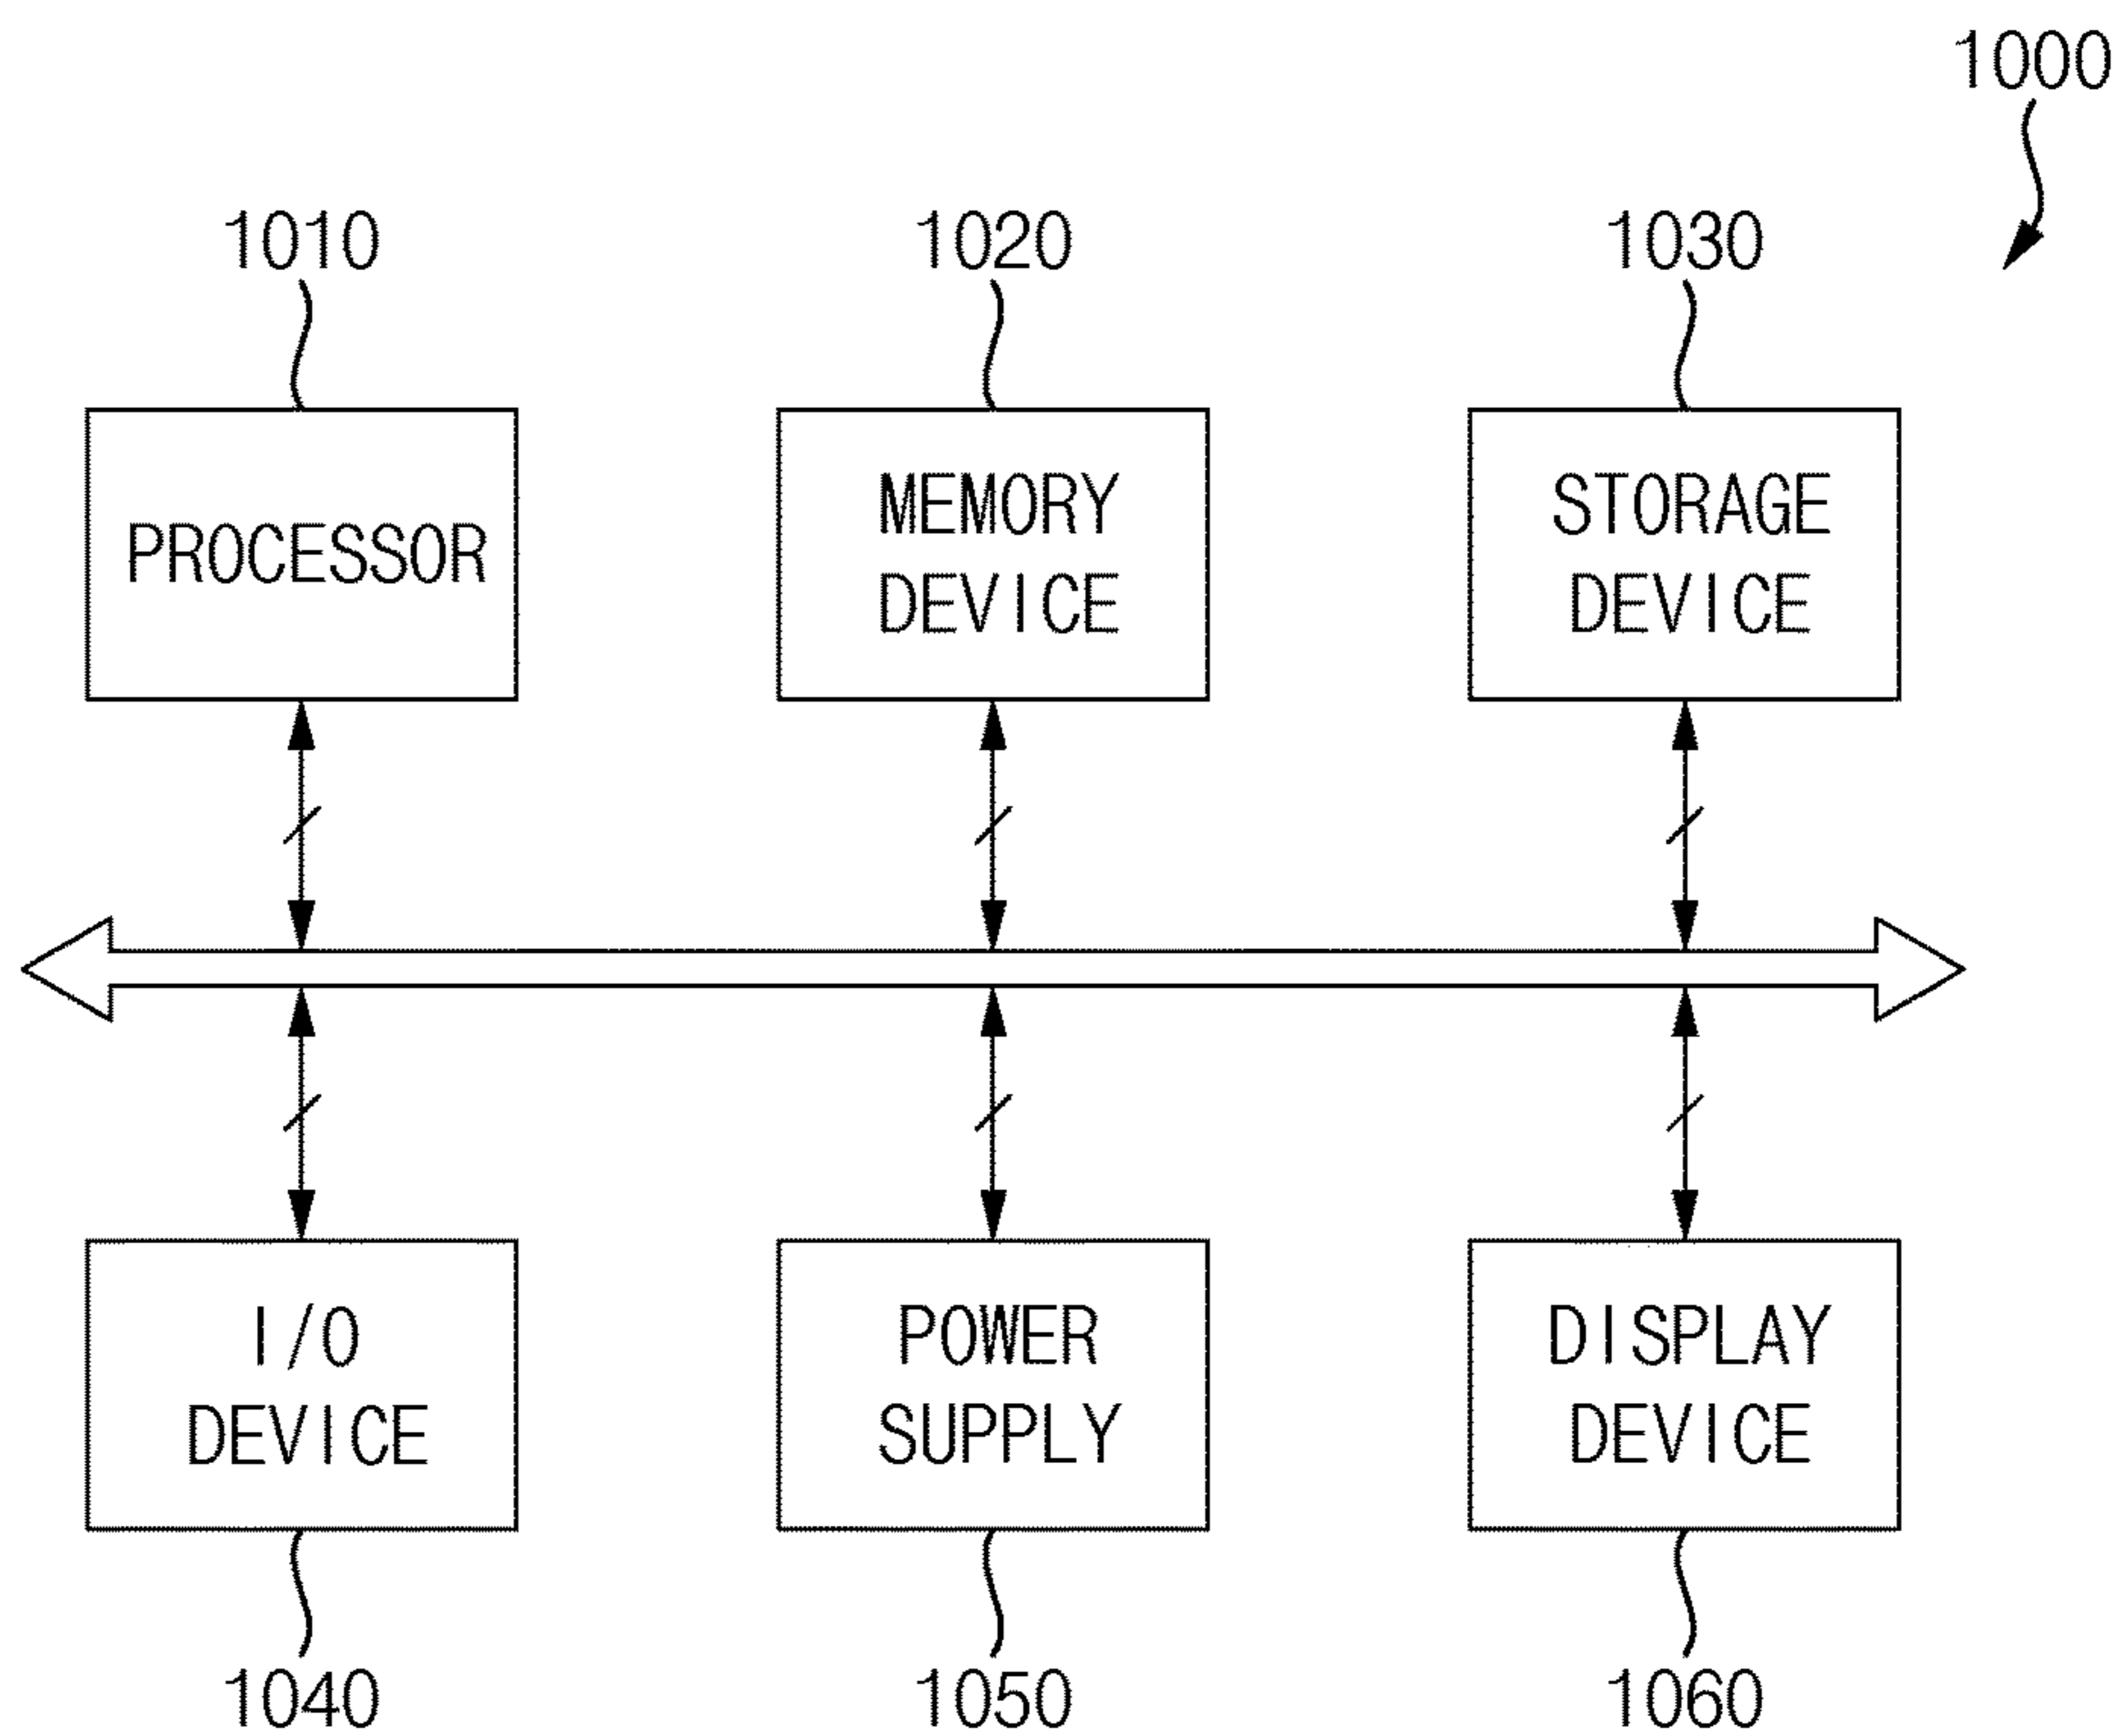 1000
1010
1020
1030
PROCESSOR
MEMORY
DEVICE
STORAGE
DEVICE
I/O
DEVICE
POWER
SUPPLY
DISPLAY
DEVICE
1040
1050
1060